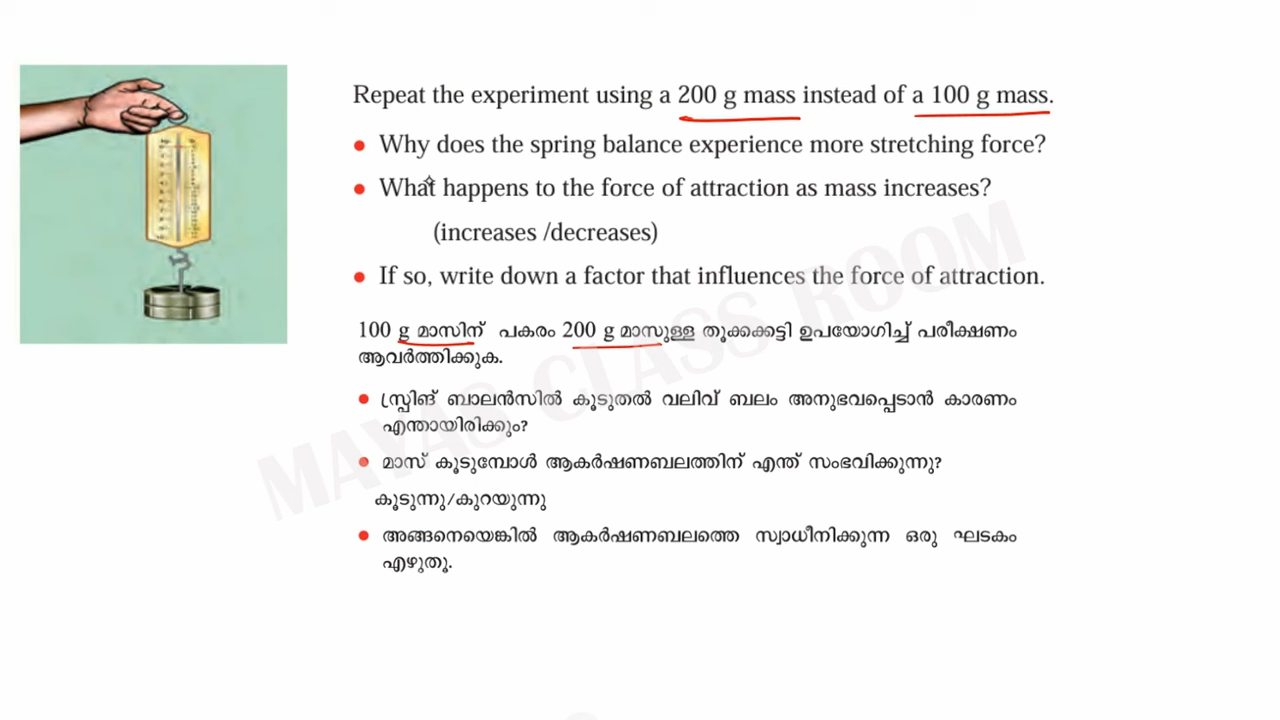 Repeat the experiment using a 200 g mass instead of a 100 g mass.
• Why does the spring balance experience more stretching force?
• What happens to the force of attraction as mass increases?
(increases /decreases)
• If so, write down a factor that influences the force of attraction.
100 g മാസിന് പകരം 200 g മാസുള്ള തൂക്കക്കട്ടി ഉപയോഗിച്ച് പരീക്ഷണം
ആവർത്തിക്കുക.
• സ്പ്രിങ് ബാലൻസിൽ കൂടുതൽ വലിവ് ബലം അനുഭവപ്പെടാൻ കാരണം
എന്തായിരിക്കും?
• മാസ് കൂടുമ്പോൾ ആകർഷണബലത്തിന് എന്ത് സംഭവിക്കുന്നു?
കൂടുന്നു/കുറയുന്നു
• അങ്ങനെയെങ്കിൽ ആകർഷണബലത്തെ സ്വാധീനിക്കുന്ന ഒരു ഘടകം
എഴുതൂ.
MAYAS CLASS ROOM